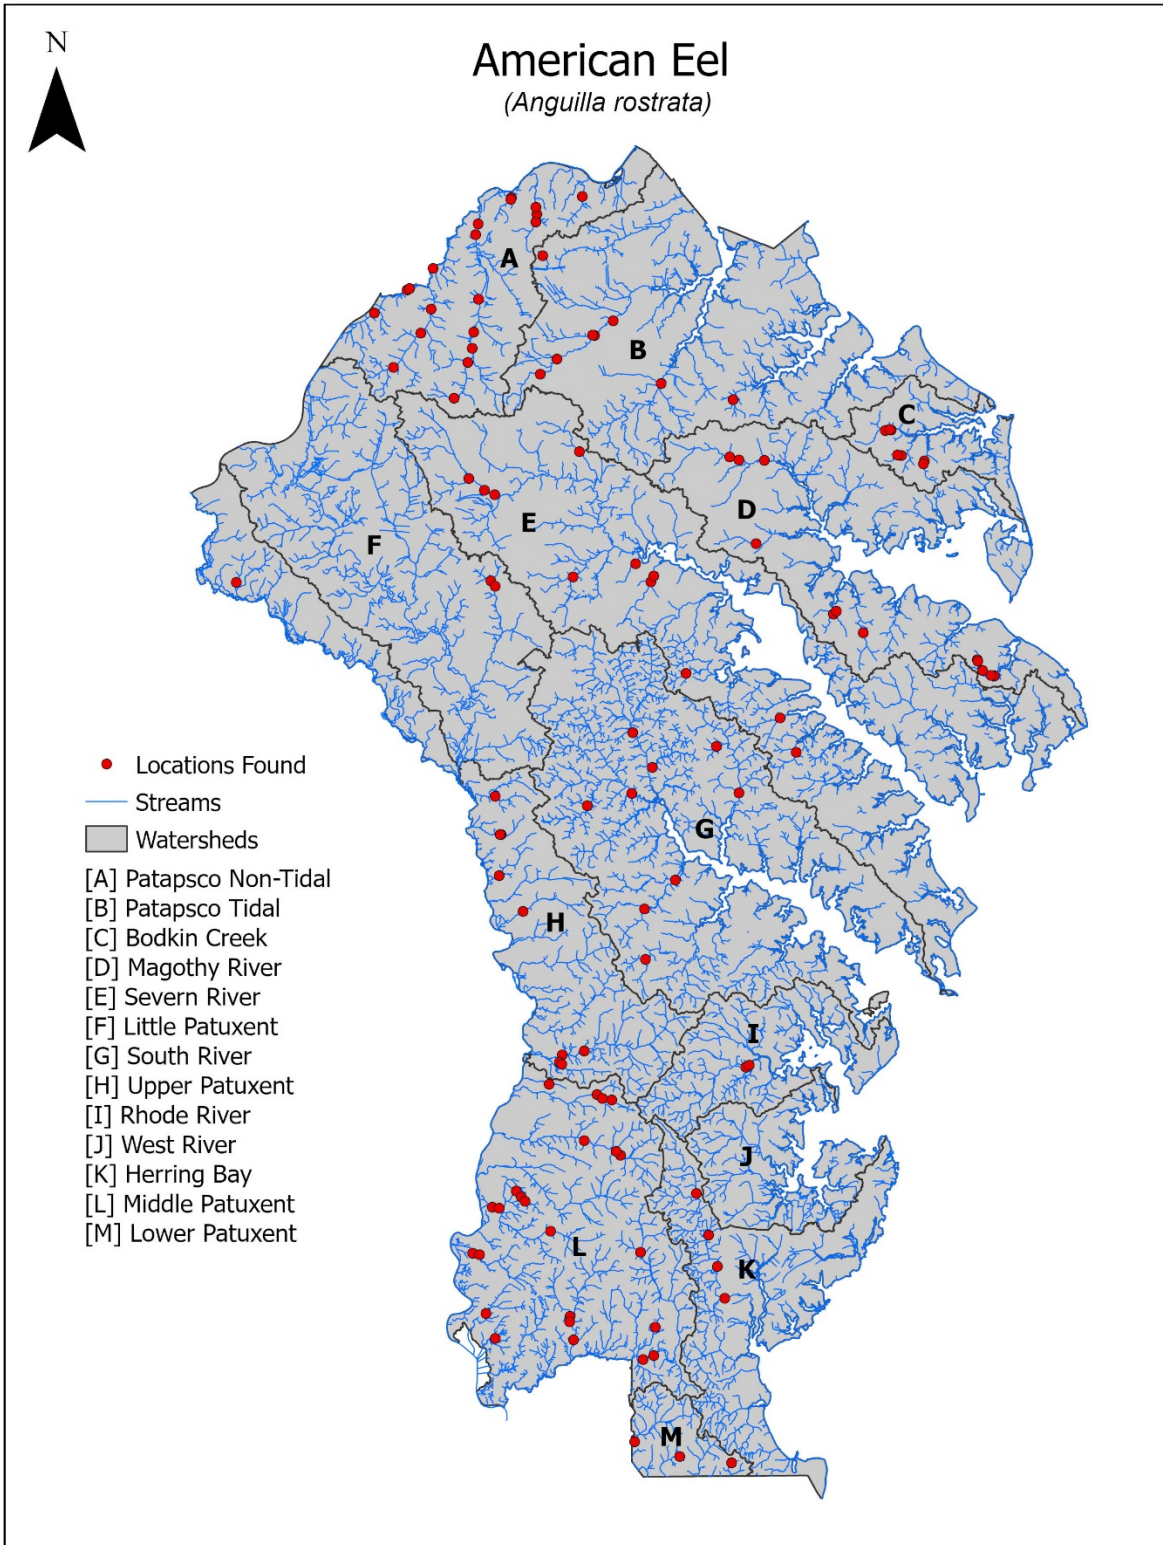 N
American Eel
(Anguilla rostrata)
A
B
C
D
E
F
G
H
I
J
K
L
M
Locations Found
Streams
Watersheds
[A] Patapsco Non-Tidal
[B] Patapsco Tidal
[C] Bodkin Creek
[D] Magothy River
[E] Severn River
[F] Little Patuxent
[G] South River
[H] Upper Patuxent
[I] Rhode River
[J] West River
[K] Herring Bay
[L] Middle Patuxent
[M] Lower Patuxent